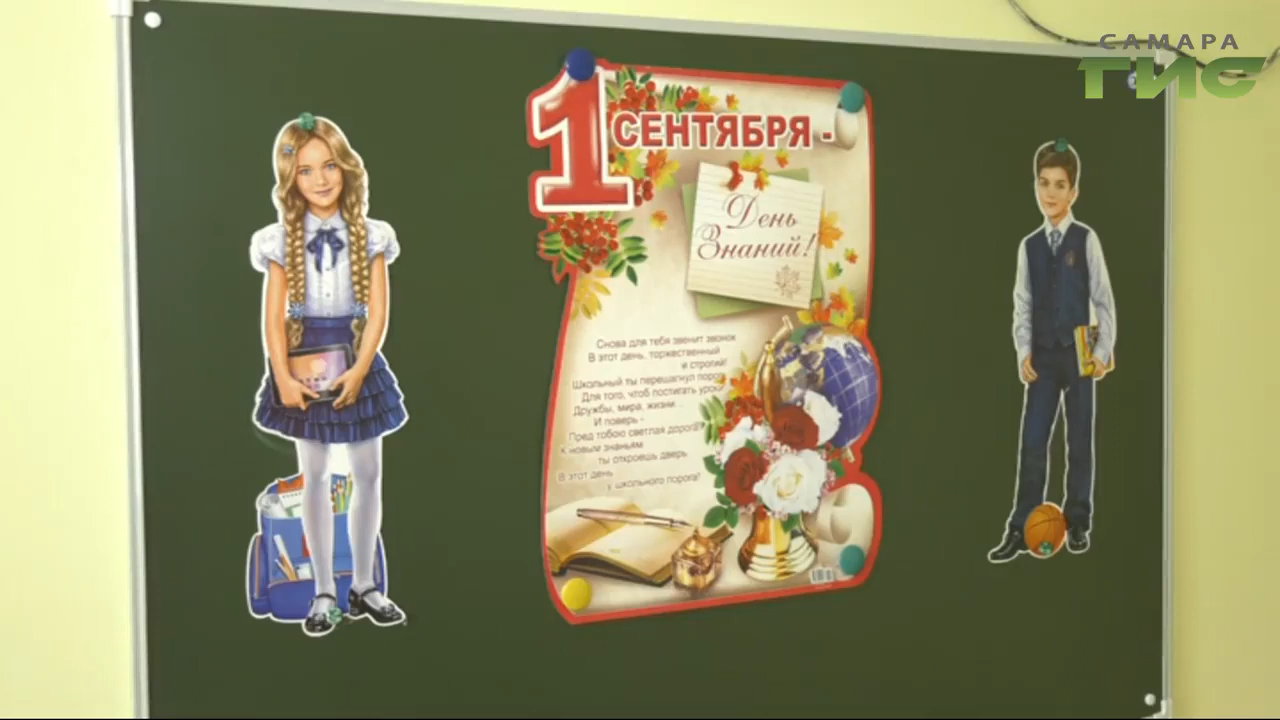 САМАРА
ГИС
1
СЕНТЯБРЯ -
День
Знаний!
Снова для тебя звенит звонок
В этот день, торжественный
и строгий!
Школьный ты перешагнул порог
Для того, чтоб постигать уроки
Дружбы, мира, жизни...
И поверь -
Пред тобою светлая дорога!
К новым знаньям
ты откроешь дверь
В этот день
у школьного порога!